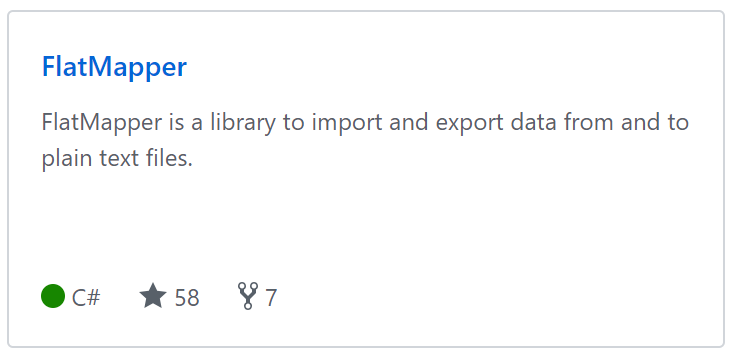 FlatMapper
FlatMapper is a library to import and export data from and to
plain text files.
C# 58 7